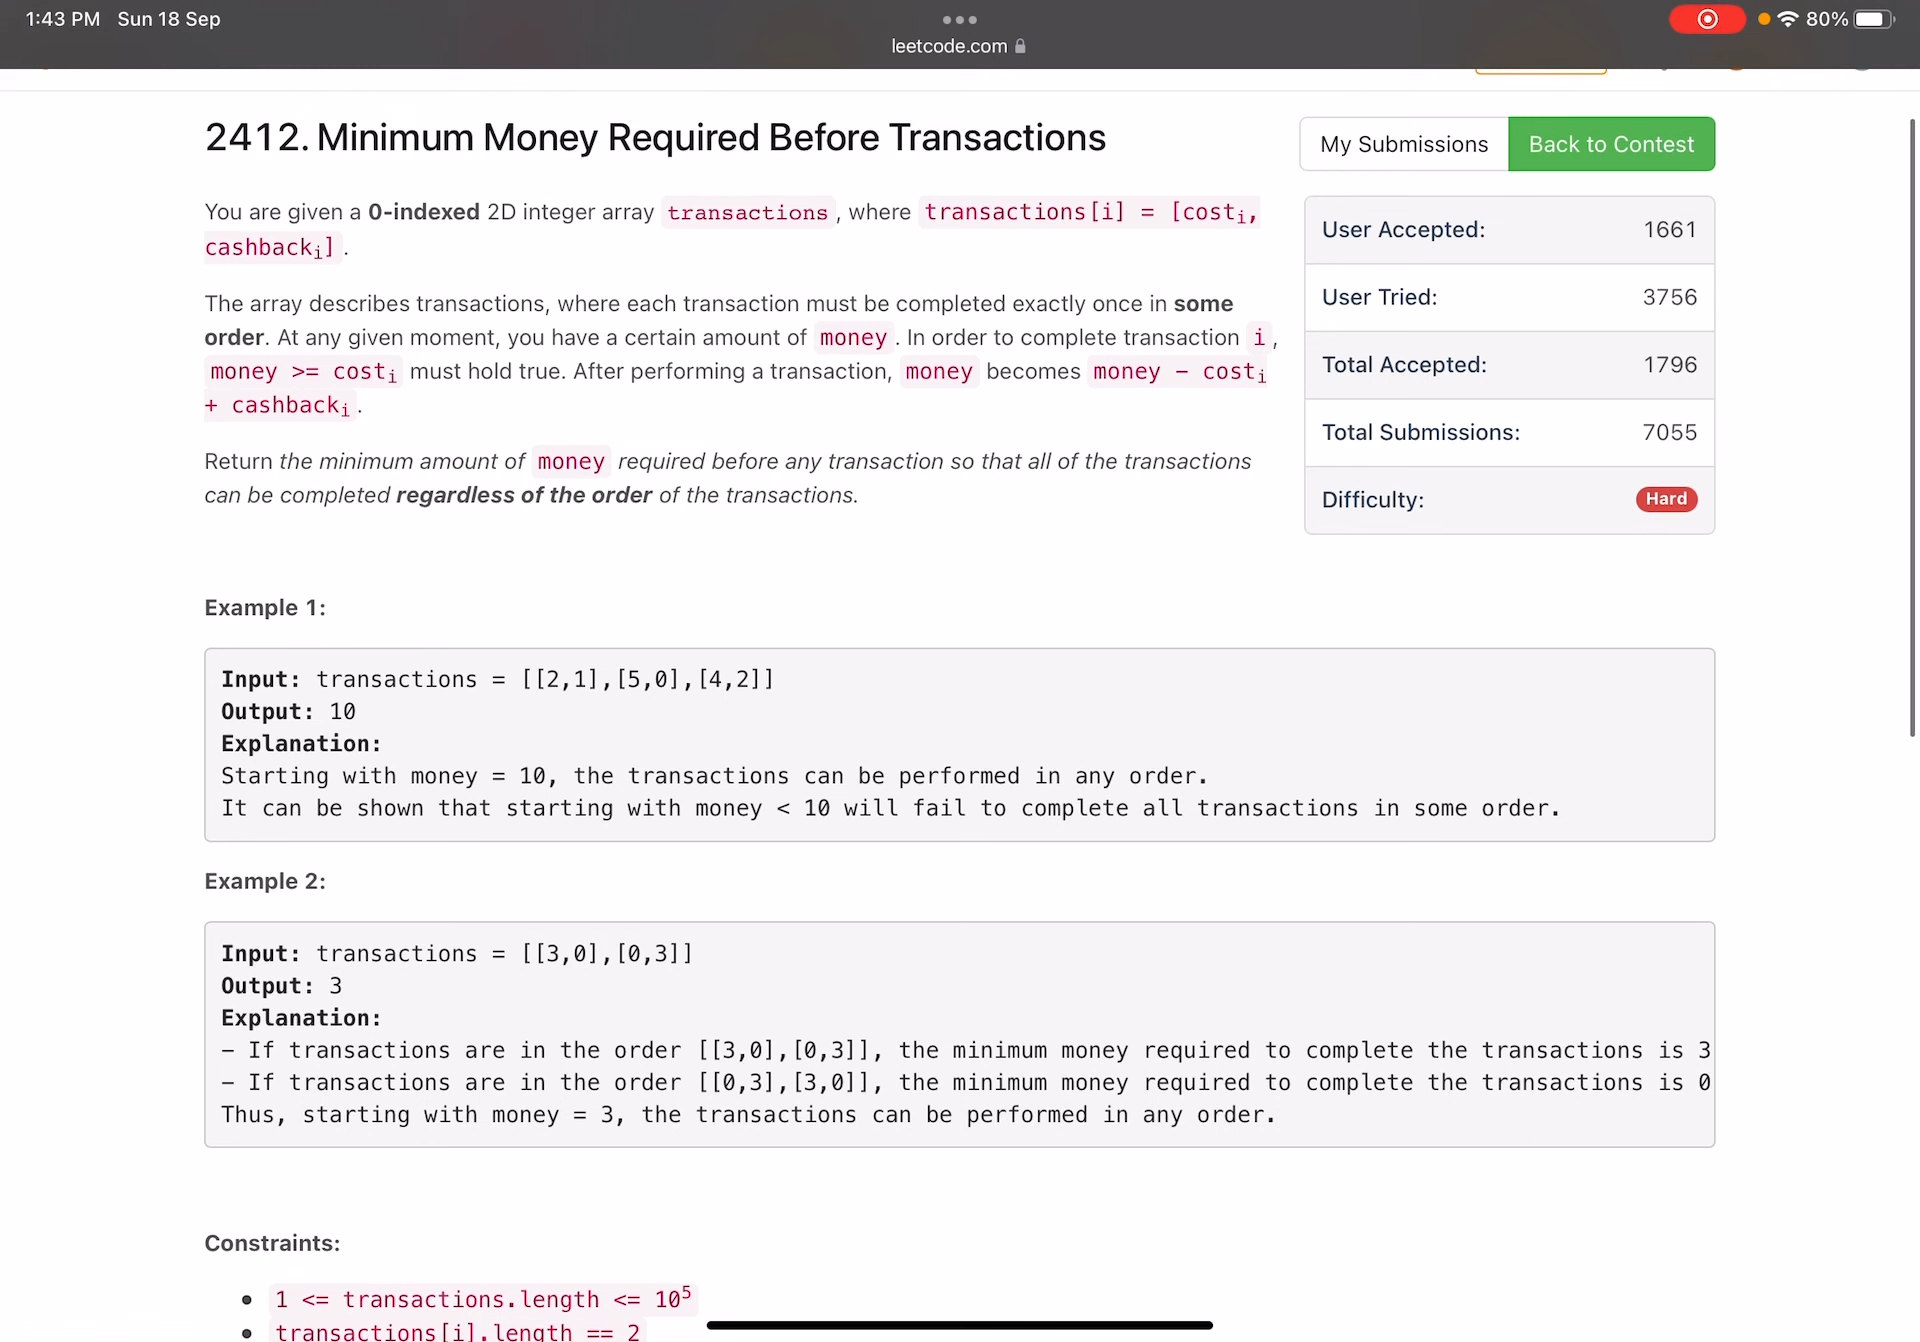 1:43 PM Sun 18 Sep
80%
leetcode.com
2412. Minimum Money Required Before Transactions
My Submissions
Back to Contest
You are given a 0-indexed 2D integer array transactions, where transactions[i] = [costi,
cashbacki].
The array describes transactions, where each transaction must be completed exactly once in some
order. At any given moment, you have a certain amount of money. In order to complete transaction i,
money >= costi must hold true. After performing a transaction, money becomes money − costi
+ cashbacki.
Return the minimum amount of money required before any transaction so that all of the transactions
can be completed regardless of the order of the transactions.
User Accepted: 1661
User Tried: 3756
Total Accepted: 1796
Total Submissions: 7055
Difficulty: Hard
Example 1:
Input: transactions = [[2,1],[5,0],[4,2]]
Output: 10
Explanation:
Starting with money = 10, the transactions can be performed in any order.
It can be shown that starting with money < 10 will fail to complete all transactions in some order.
Example 2:
Input: transactions = [[3,0],[0,3]]
Output: 3
Explanation:
- If transactions are in the order [[3,0],[0,3]], the minimum money required to complete the transactions is 3
- If transactions are in the order [[0,3],[3,0]], the minimum money required to complete the transactions is 0
Thus, starting with money = 3, the transactions can be performed in any order.
Constraints:
• 1 <= transactions.length <= 10⁵
• transactions[i].length == 2